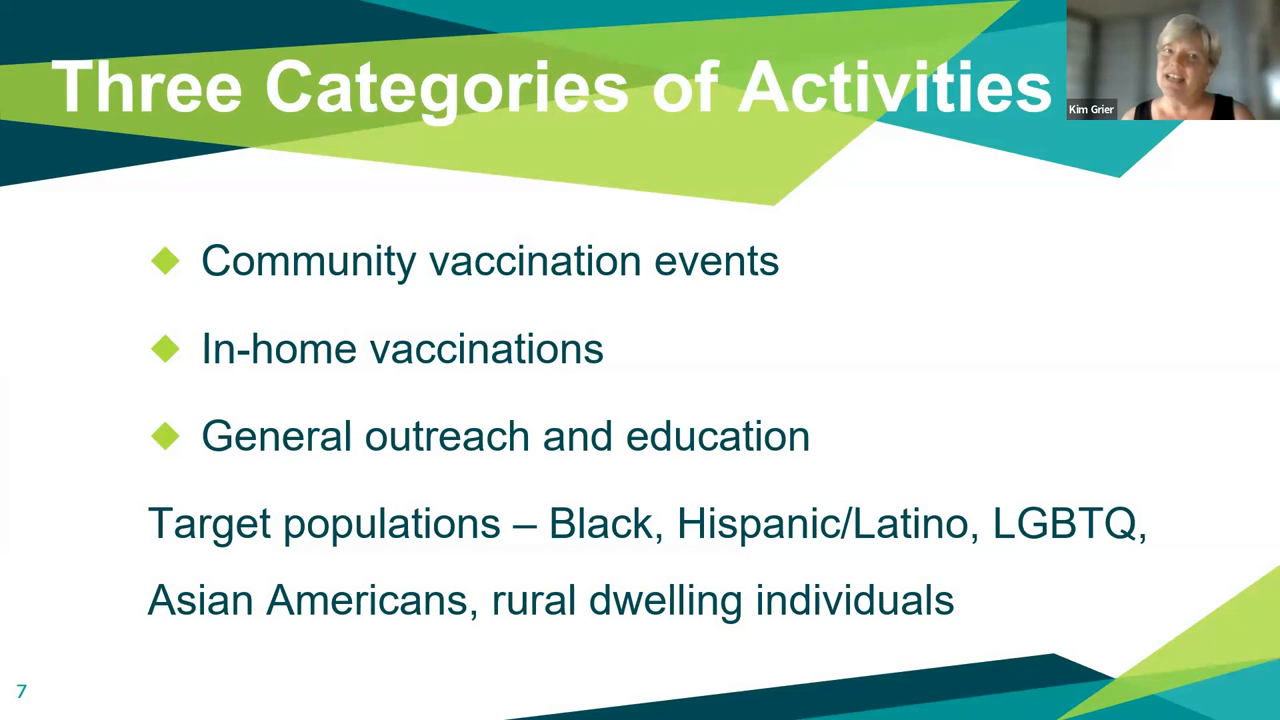 Three Categories of Activities
Kim Grier
Community vaccination events
In-home vaccinations
General outreach and education
Target populations – Black, Hispanic/Latino, LGBTQ,
Asian Americans, rural dwelling individuals
7